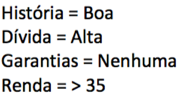 História = Boa
Dívida = Alta
Garantias = Nenhuma
Renda = > 35